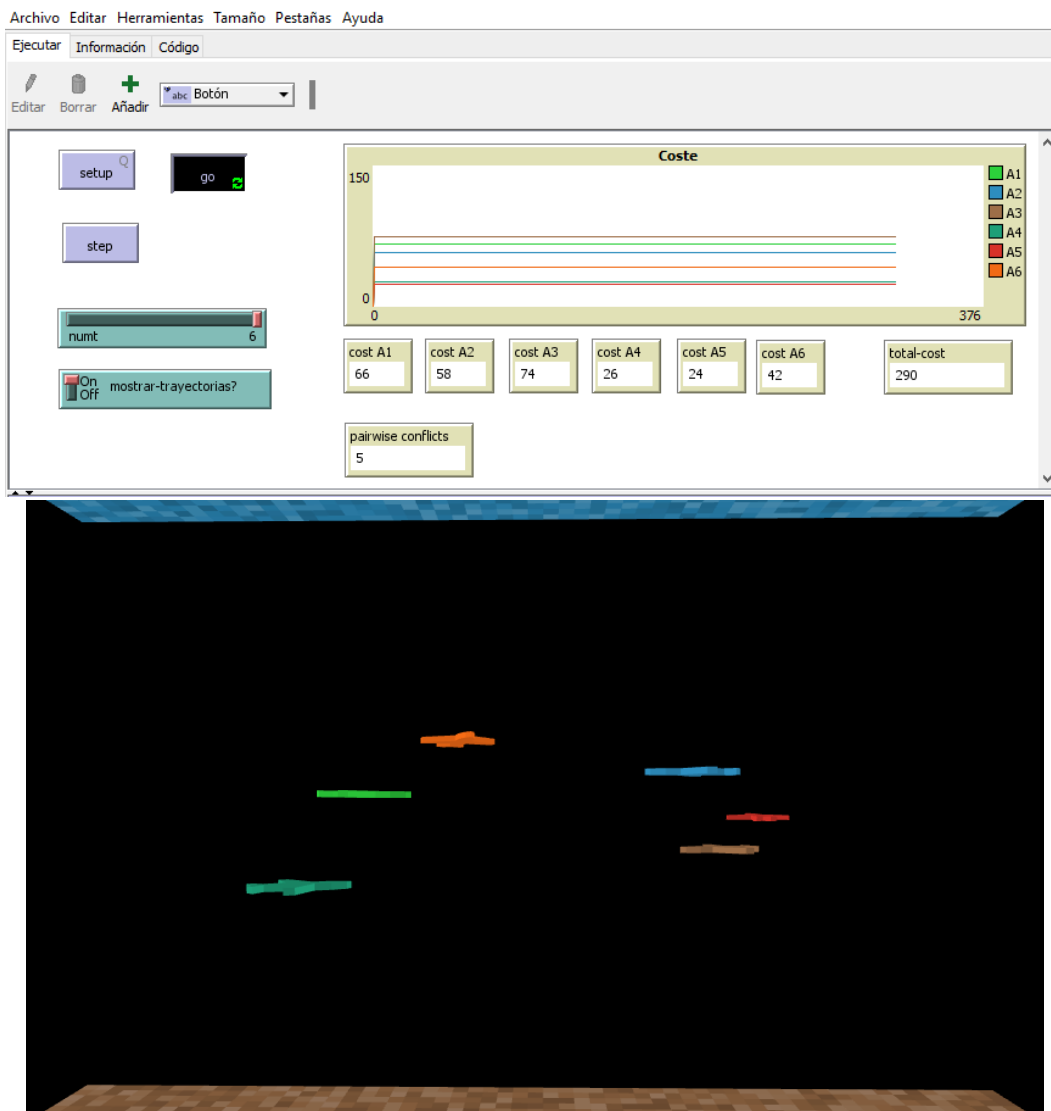 Archivo Editar Herramientas Tamaño Pestañas Ayuda
Ejecutar Información Código
Editar Borrar Añadir abc Botón
setup Q
go
step
numt 6
On
Off
mostrar-trayectorias?
Coste
150
0
0 376
A1
A2
A3
A4
A5
A6
cost A1
66
cost A2
58
cost A3
74
cost A4
26
cost A5
24
cost A6
42
total-cost
290
pairwise conflicts
5